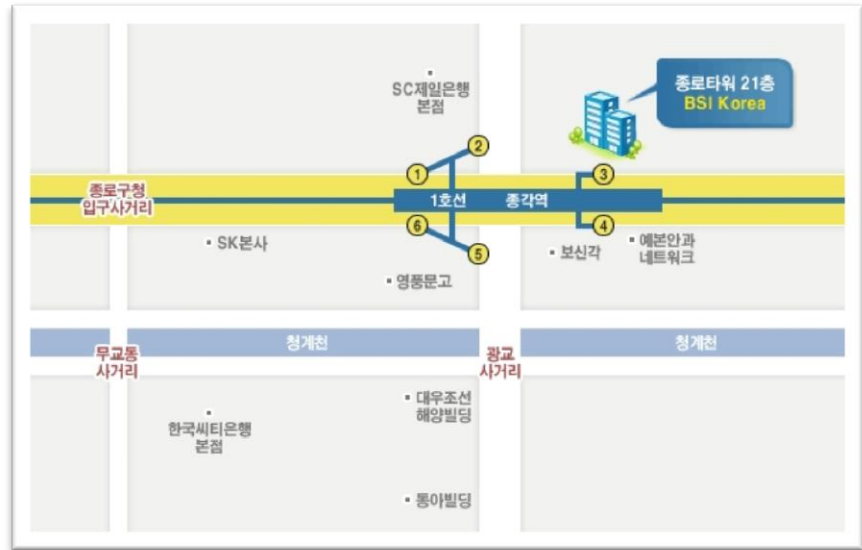 SC제일은행
본점
종로타워 21층
BSI Korea
2
1
3
종로구청
입구사거리
1호선
종각역
6
4
5
SK본사
보신각
예본안과
네트워크
영풍문고
청계천
청계천
무교동
사거리
광교
사거리
대우조선
해양빌딩
한국씨티은행
본점
동아빌딩